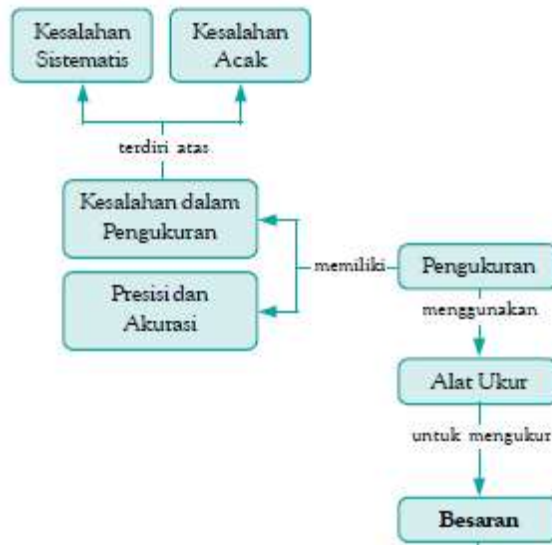 Kesalahan
Sistematis
Kesalahan
Acak
terdiri atas
Kesalahan dalam
Pengukuran
Presisi dan
Akurasi
memiliki
Pengukuran
menggunakan
Alat Ukur
untuk mengukur
Besaran